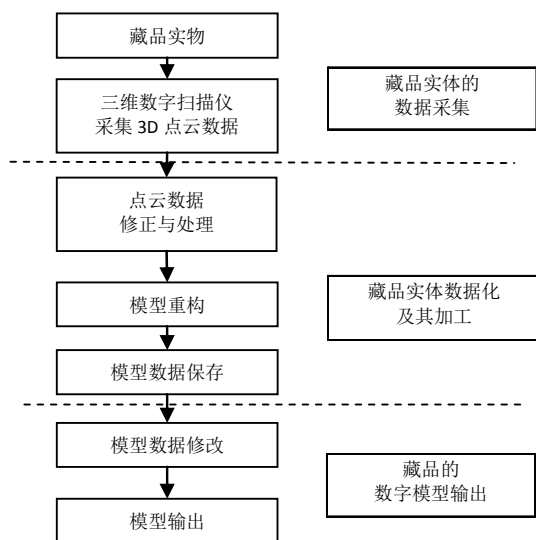 藏品实物
三维数字扫描仪
采集 3D 点云数据
藏品实体的
数据采集
点云数据
修正与处理
模型重构
模型数据保存
藏品实体数据化
及其加工
模型数据修改
模型输出
藏品的
数字模型输出